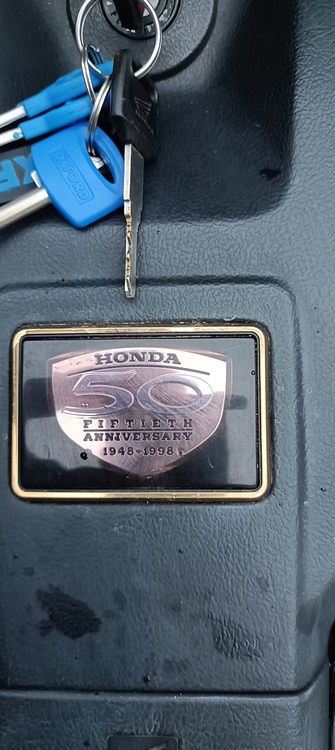 OXFORD
HONDA
50
FIFTIETH
ANNIVERSARY
1948-1998